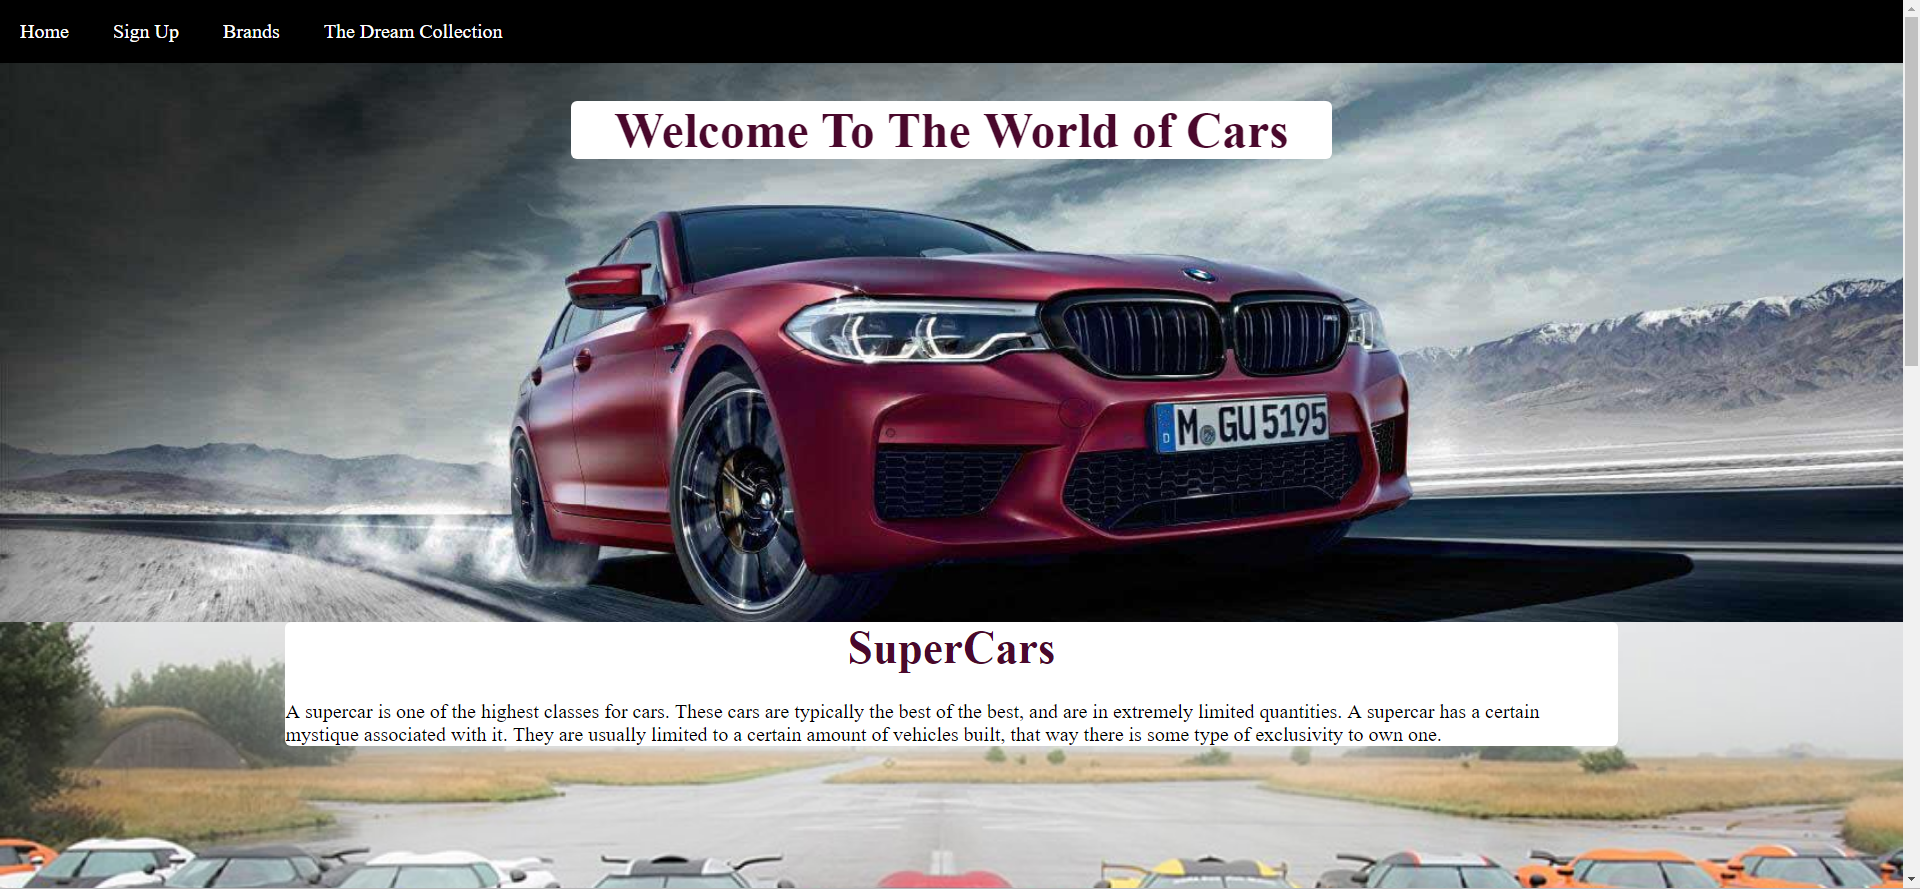 Home Sign Up Brands The Dream Collection
Welcome To The World of Cars
M GU 5195
D
SuperCars
A supercar is one of the highest classes for cars. These cars are typically the best of the best, and are in extremely limited quantities. A supercar has a certain
mystique associated with it. They are usually limited to a certain amount of vehicles built, that way there is some type of exclusivity to own one.